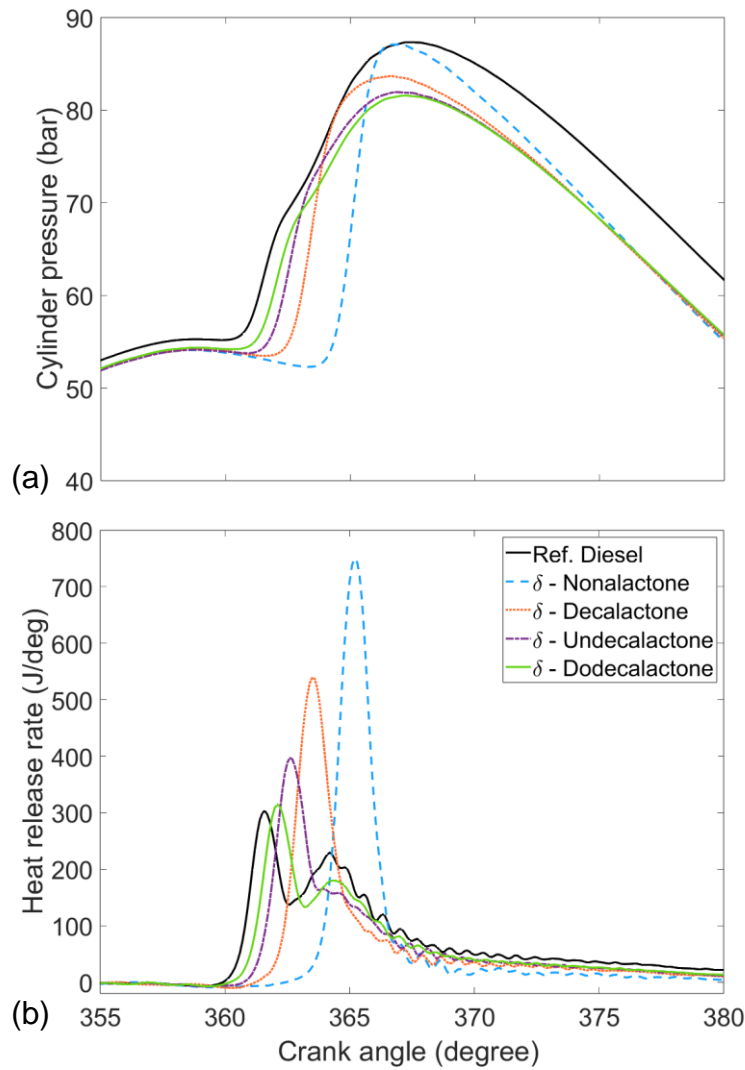 90
80
70
60
50
40
Cylinder pressure (bar)
(a)
800
700
600
500
400
300
200
100
0
Heat release rate (J/deg)
Ref. Diesel
δ - Nonalactone
δ - Decalactone
δ - Undecalactone
δ - Dodecalactone
(b)
355 360 365 370 375 380
Crank angle (degree)